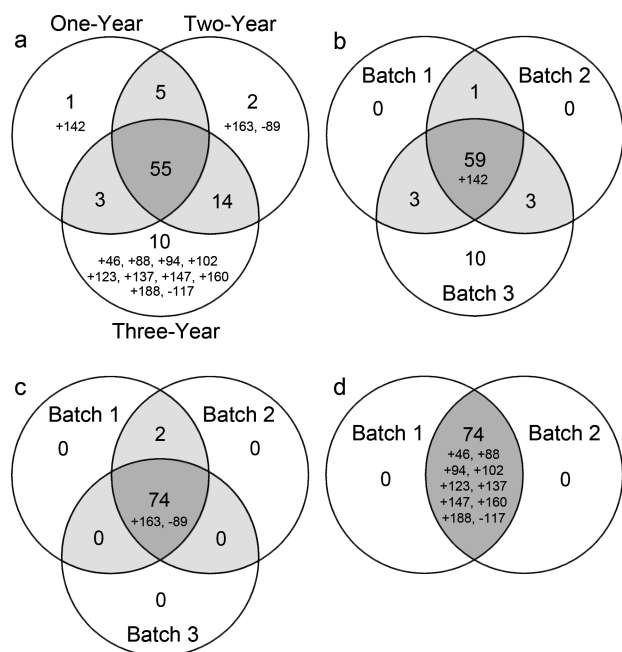 a
One-Year
Two-Year
1
+142
5
2
+163, -89
55
3
14
10
+46, +88, +94, +102
+123, +137, +147, +160
+188, -117
Three-Year
b
Batch 1
0
1
Batch 2
0
59
+142
3
3
10
Batch 3
c
Batch 1
0
2
Batch 2
0
74
+163, -89
0
0
0
Batch 3
d
Batch 1
0
74
+46, +88
+94, +102
+123, +137
+147, +160
+188, -117
Batch 2
0